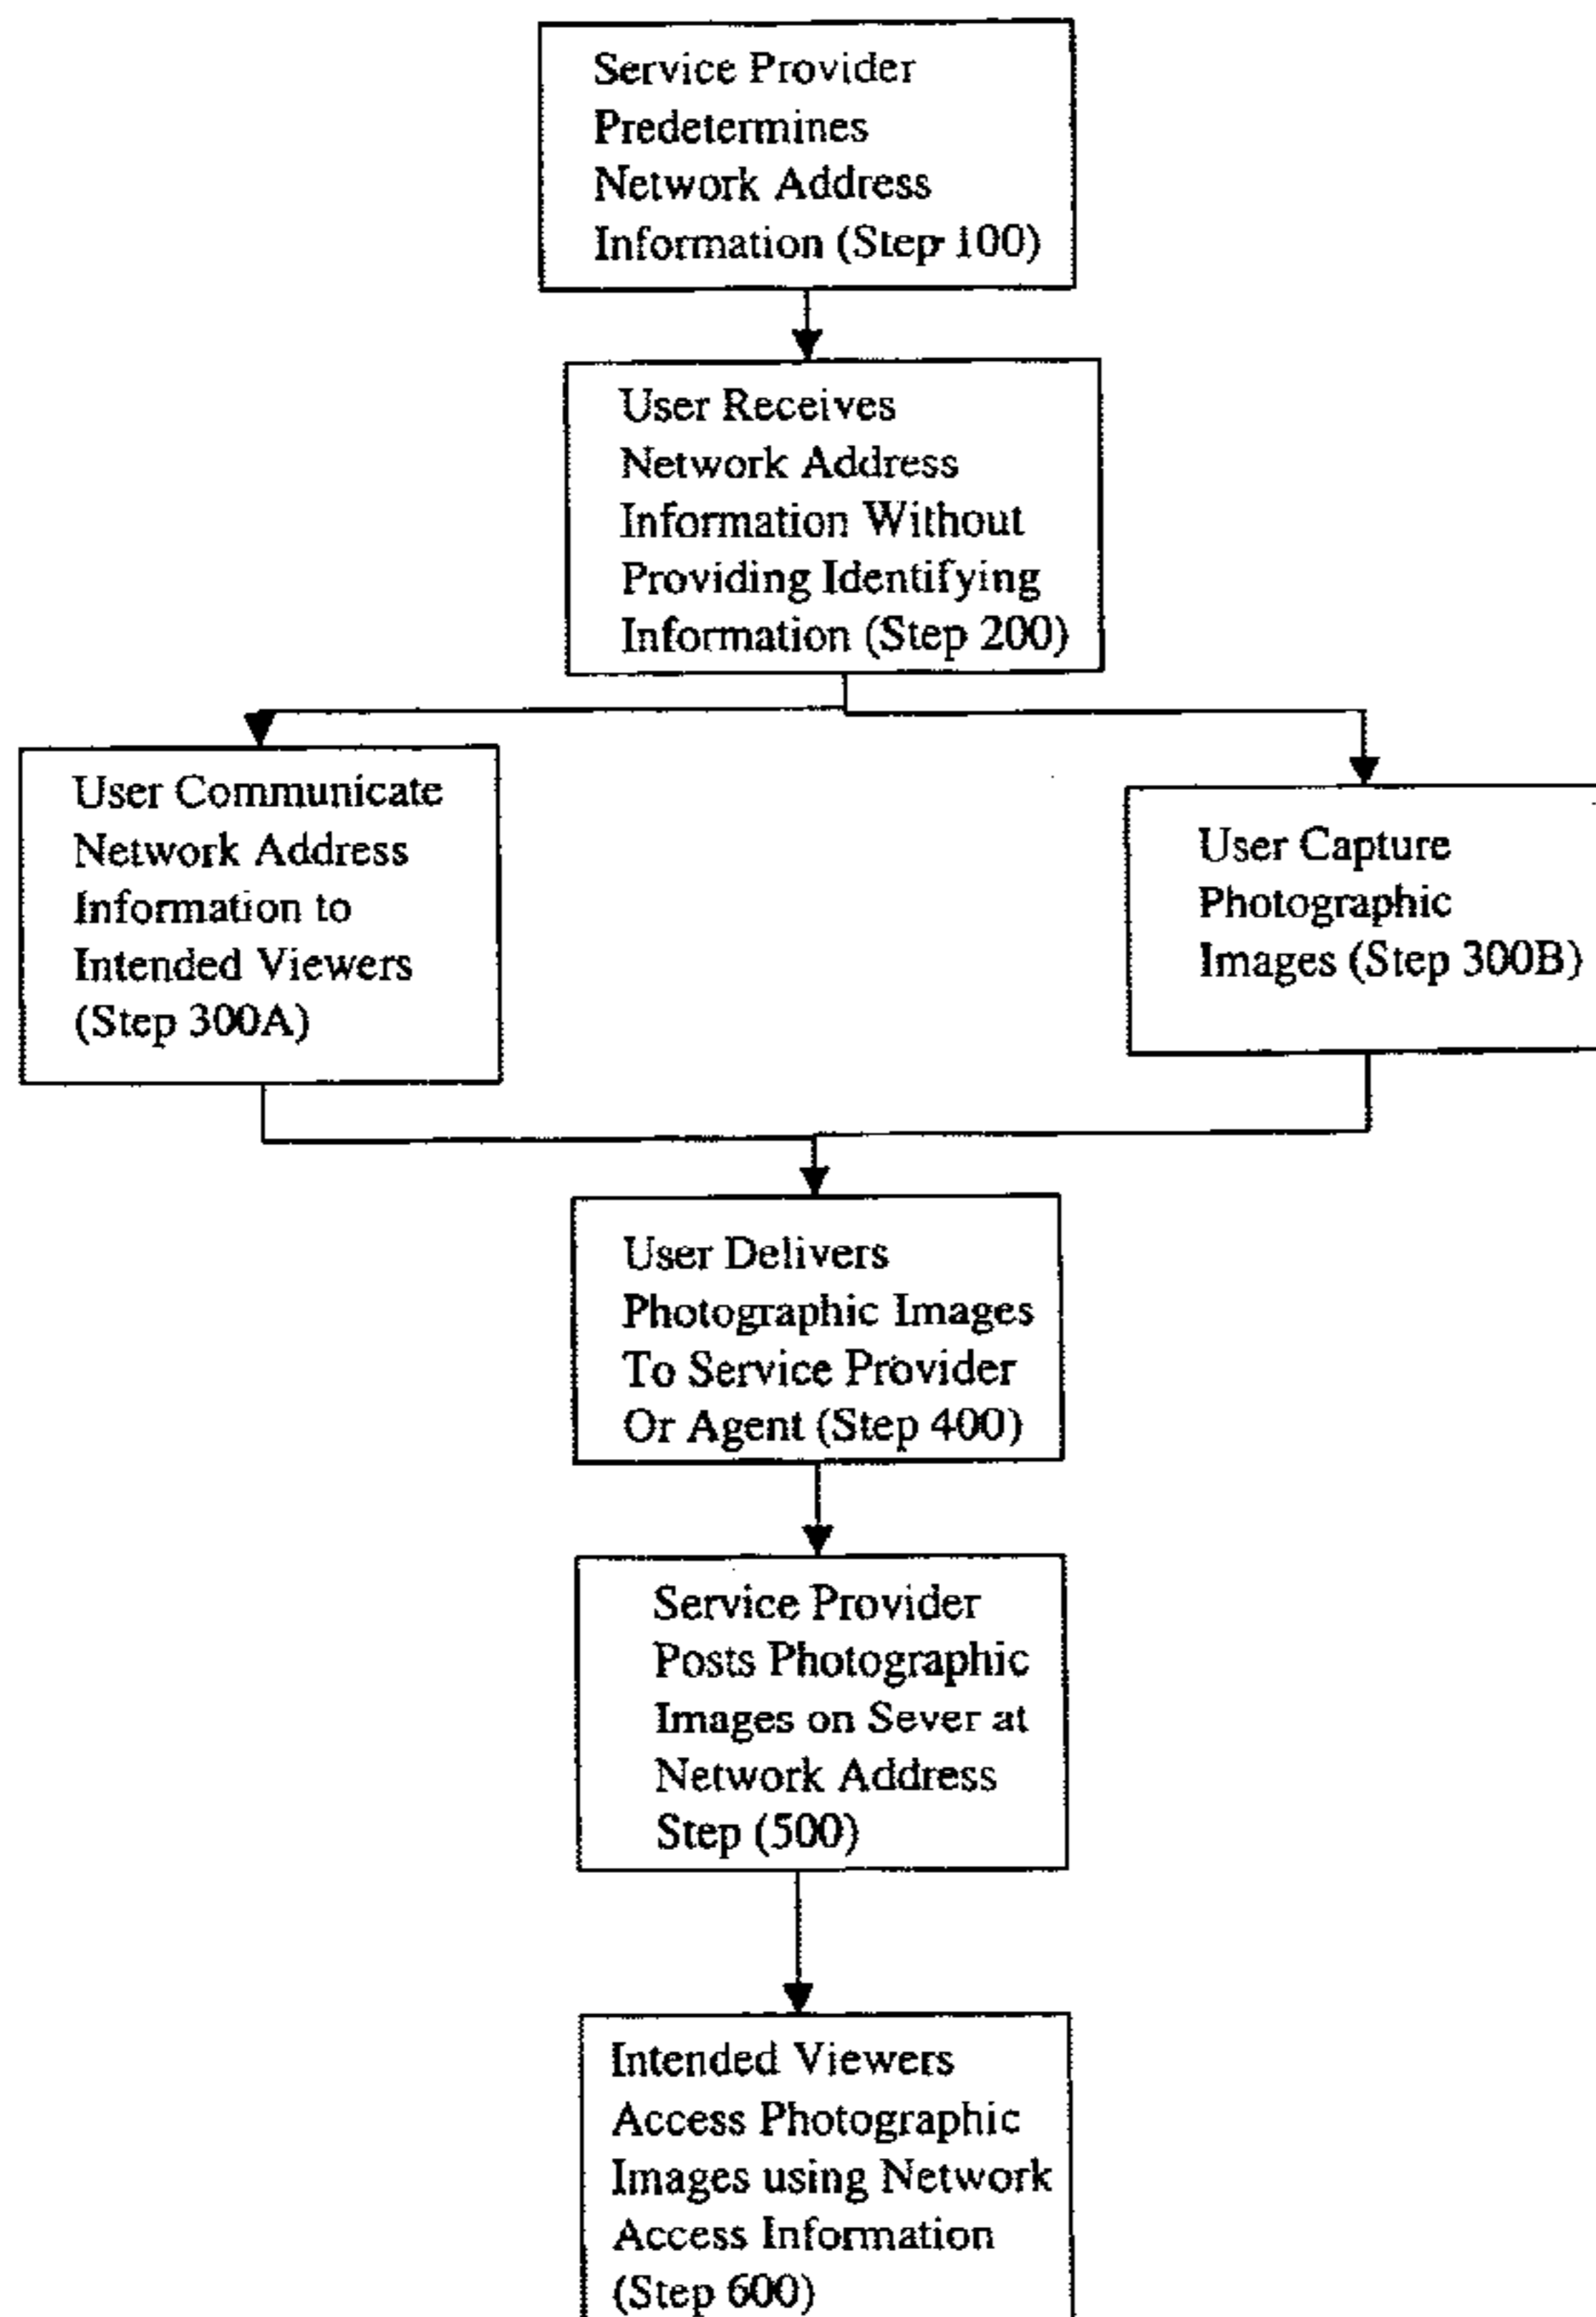 Service Provider
Predetermines
Network Address
Information (Step 100)
User Receives
Network Address
Information Without
Providing Identifying
Information (Step 200)
User Communicate
Network Address
Information to
Intended Viewers
(Step 300A)
User Capture
Photographic
Images (Step 300B)
User Delivers
Photographic Images
To Service Provider
Or Agent (Step 400)
Service Provider
Posts Photographic
Images on Sever at
Network Address
Step (500)
Intended Viewers
Access Photographic
Images using Network
Access Information
(Step 600)